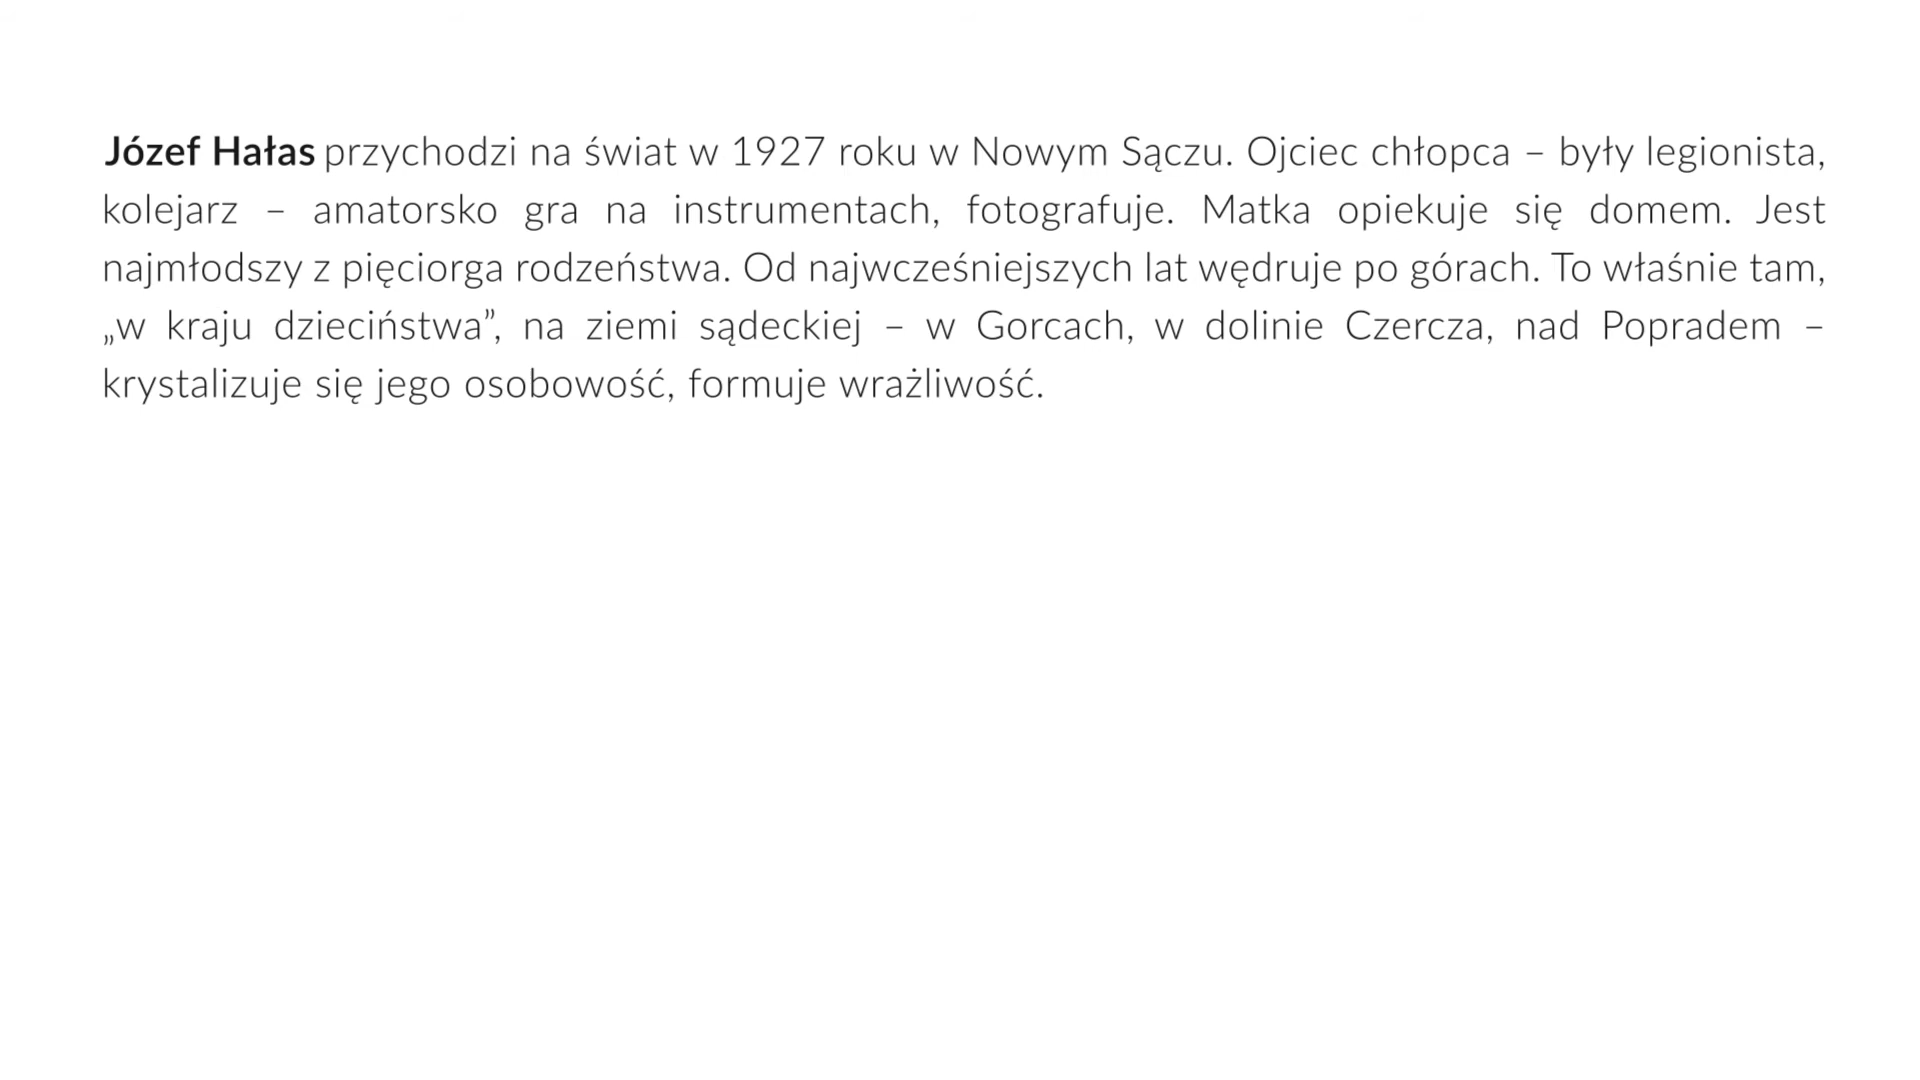 Józef Hałas przychodzi na świat w 1927 roku w Nowym Sączu. Ojciec chłopca – były legionista,
kolejarz – amatorsko gra na instrumentach, fotografuje. Matka opiekuje się domem. Jest
najmłodszy z pięciorga rodzeństwa. Od najwcześniejszych lat wędruje po górach. To właśnie tam,
„w kraju dzieciństwa”, na ziemi sądeckiej – w Gorcach, w dolinie Czercza, nad Popradem –
krystalizuje się jego osobowość, formuje wrażliwość.